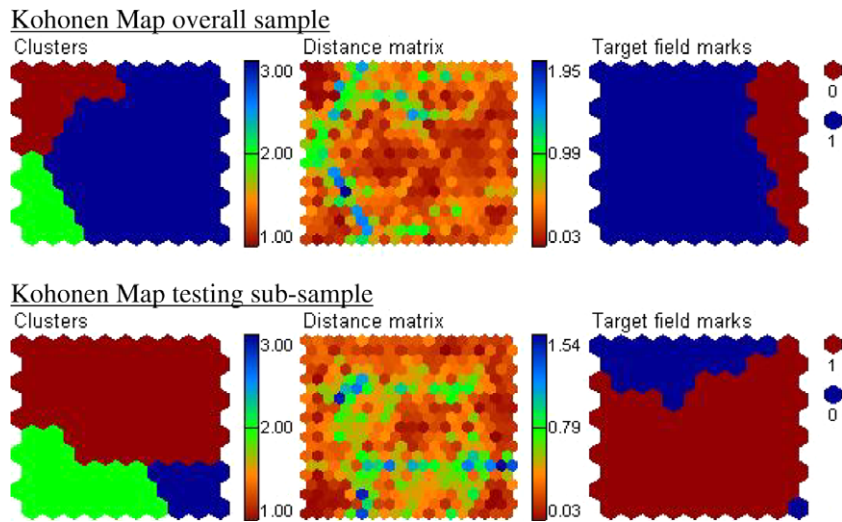 Kohonen Map overall sample
Clusters
Distance matrix
Target field marks
3.00
2.00
1.00
1.95
0.99
0.03
0
1
Kohonen Map testing sub-sample
Clusters
Distance matrix
Target field marks
3.00
2.00
1.00
1.54
0.79
0.03
1
0